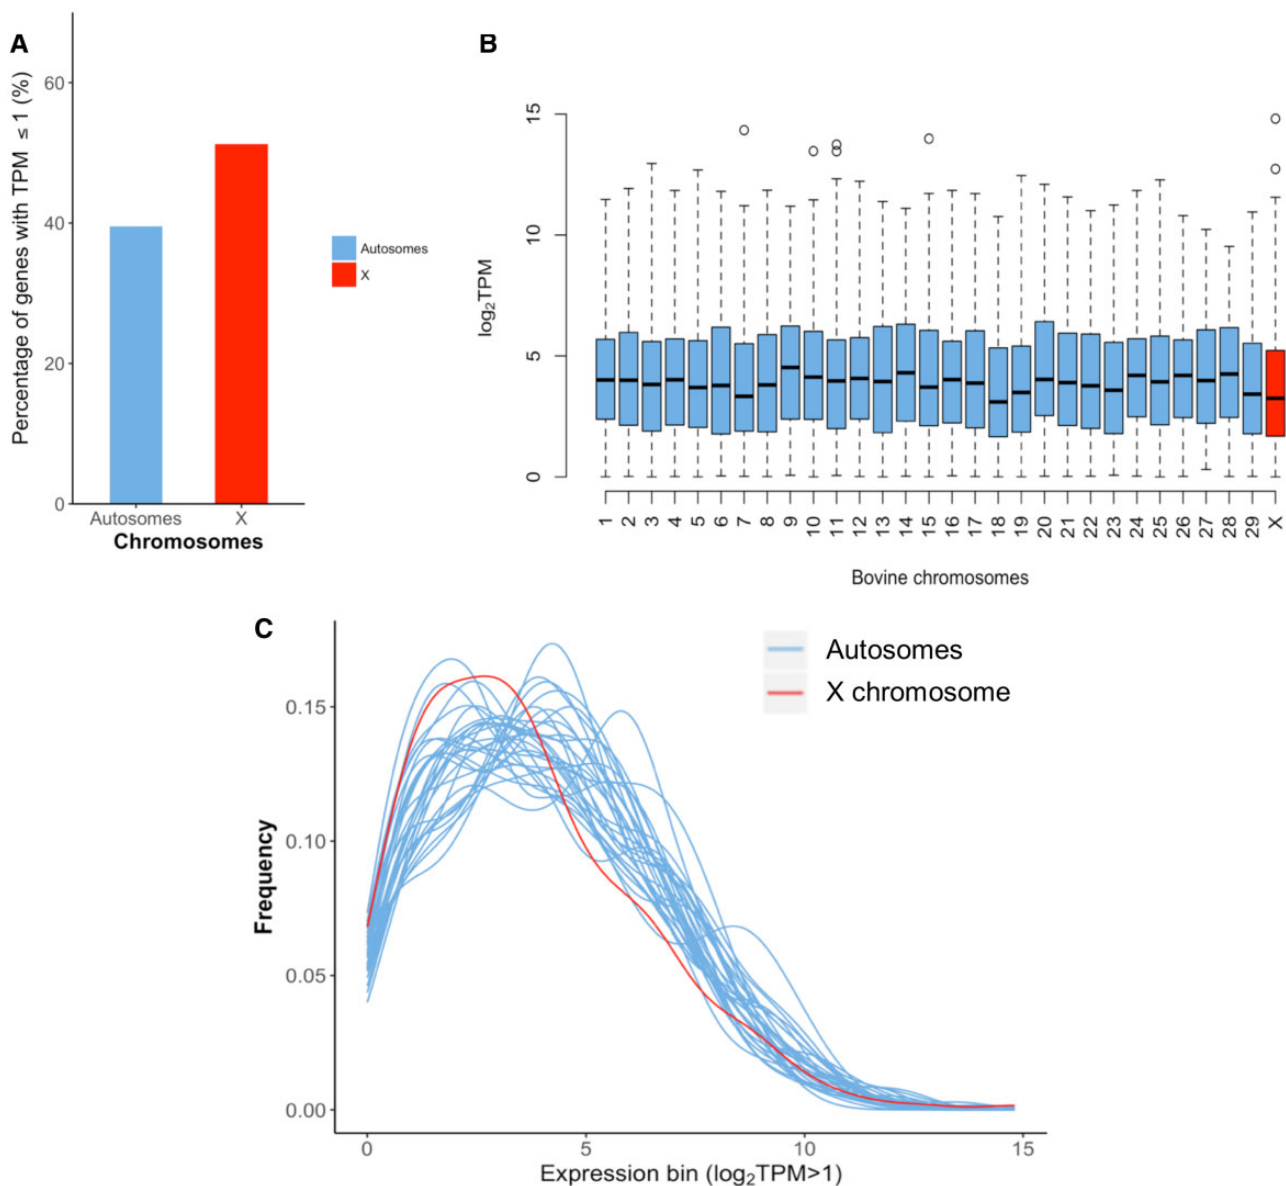 A
Percentage of genes with TPM ≤ 1 (%)
60
40
20
0
Autosomes X
Chromosomes
Autosomes
X
B
log₂TPM
15
10
5
0
1 2 3 4 5 6 7 8 9 10 11 12 13 14 15 16 17 18 19 20 21 22 23 24 25 26 27 28 29 X
Bovine chromosomes
C
Autosomes
X chromosome
Frequency
0.15
0.10
0.05
0.00
0 5 10 15
Expression bin (log₂TPM>1)